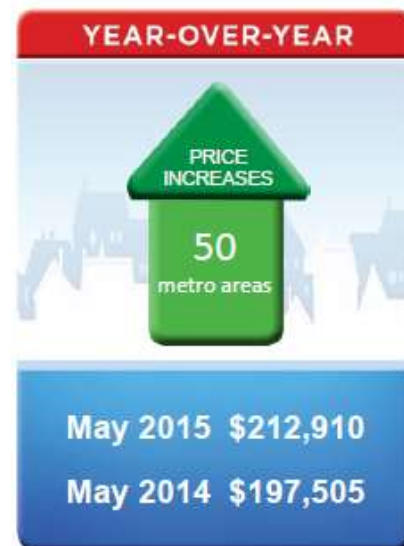 YEAR-OVER-YEAR
PRICE
INCREASES
50
metro areas
May 2015 $212,910
May 2014 $197,505